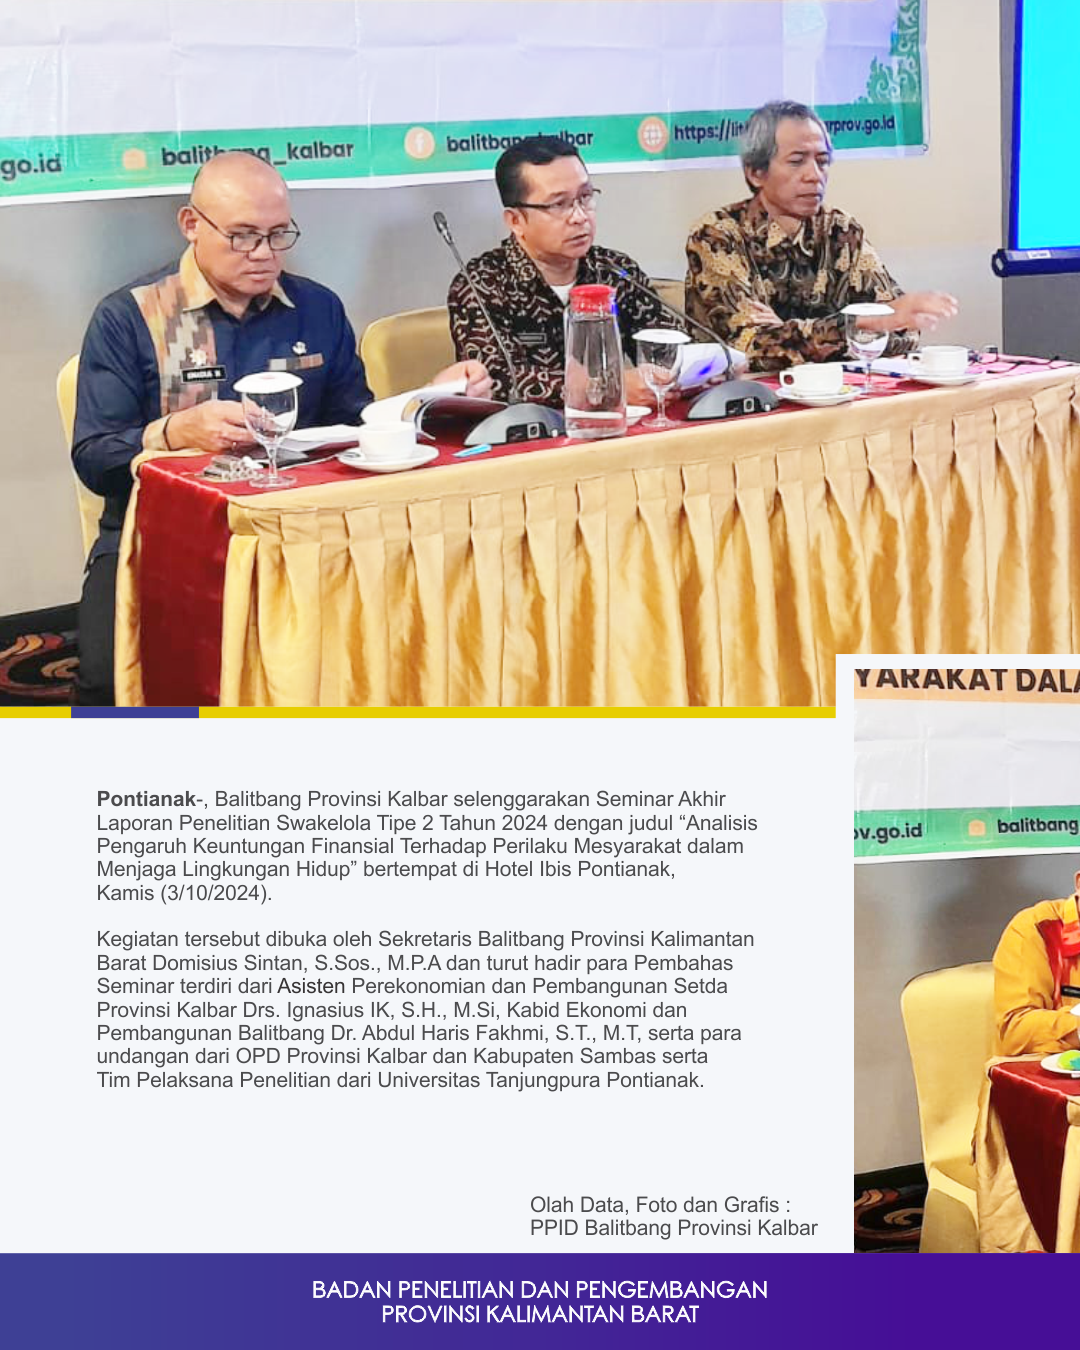 go.id
balitbang_kalbar
balitbang kalbar
https://lit
rprov.go.id
YARAKAT DALA
ov.go.id
balitbang
Pontianak-, Balitbang Provinsi Kalbar selenggarakan Seminar Akhir
Laporan Penelitian Swakelola Tipe 2 Tahun 2024 dengan judul “Analisis
Pengaruh Keuntungan Finansial Terhadap Perilaku Mesyarakat dalam
Menjaga Lingkungan Hidup” bertempat di Hotel Ibis Pontianak,
Kamis (3/10/2024).
Kegiatan tersebut dibuka oleh Sekretaris Balitbang Provinsi Kalimantan
Barat Domisius Sintan, S.Sos., M.P.A dan turut hadir para Pembahas
Seminar terdiri dari Asisten Perekonomian dan Pembangunan Setda
Provinsi Kalbar Drs. Ignasius IK, S.H., M.Si, Kabid Ekonomi dan
Pembangunan Balitbang Dr. Abdul Haris Fakhmi, S.T., M.T, serta para
undangan dari OPD Provinsi Kalbar dan Kabupaten Sambas serta
Tim Pelaksana Penelitian dari Universitas Tanjungpura Pontianak.
Olah Data, Foto dan Grafis :
PPID Balitbang Provinsi Kalbar
BADAN PENELITIAN DAN PENGEMBANGAN
PROVINSI KALIMANTAN BARAT